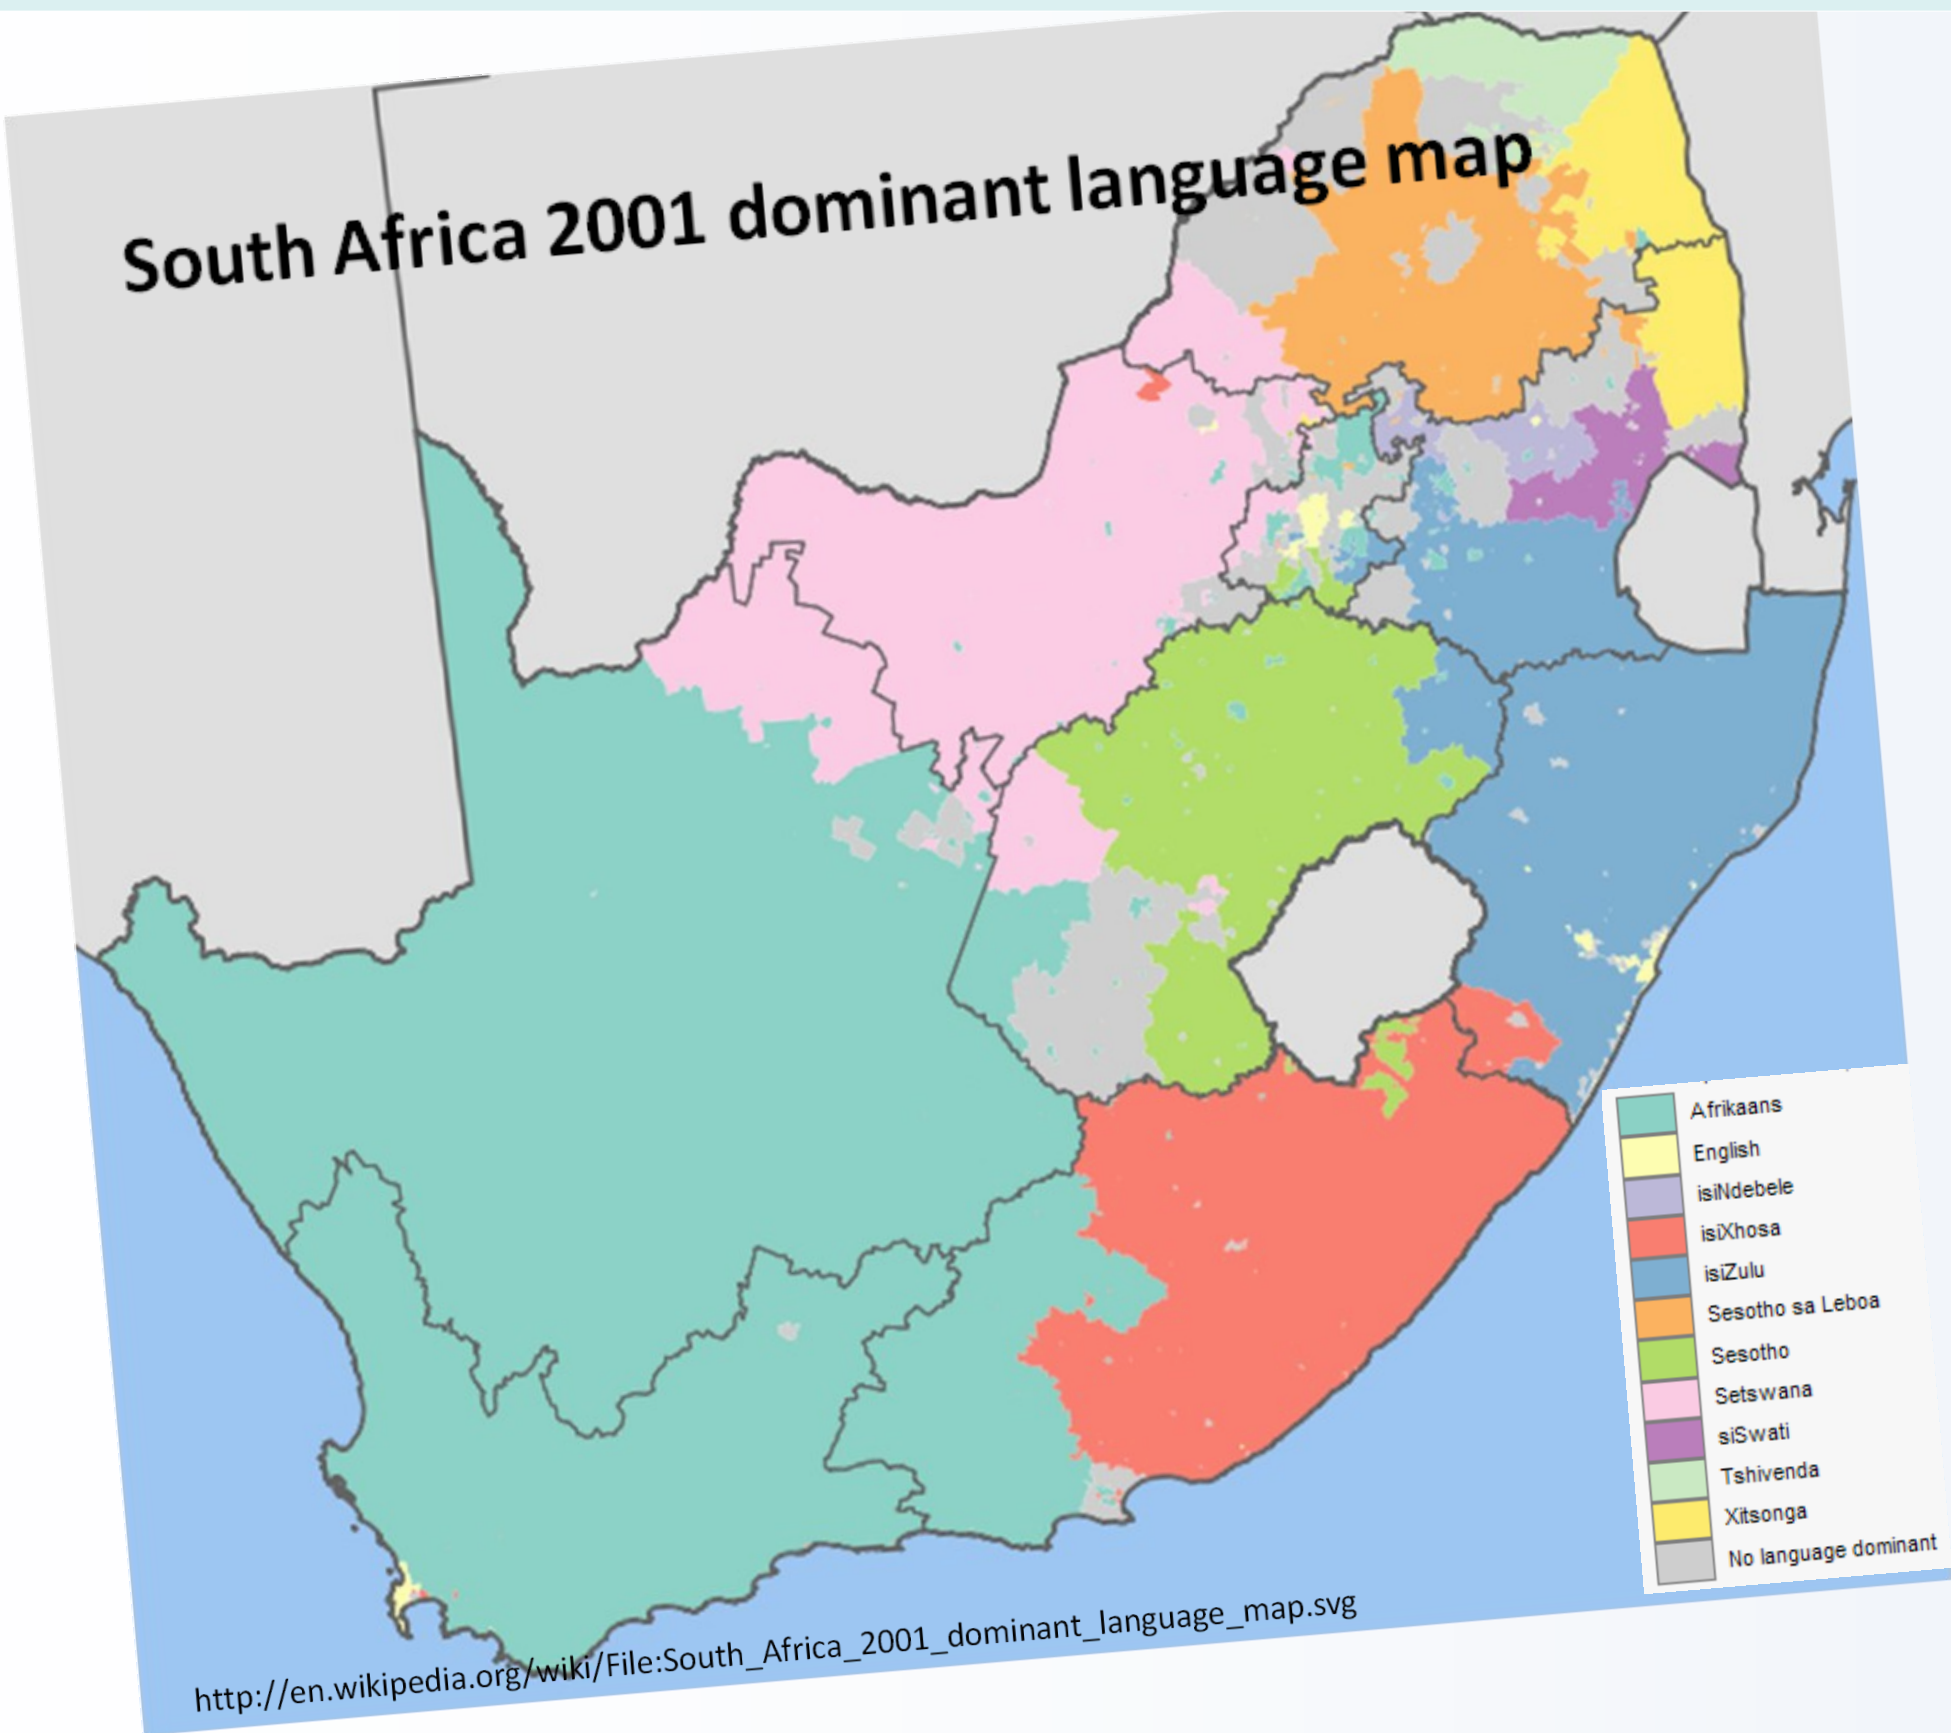 South Africa 2001 dominant language map
Afrikaans
English
isiNdebele
isiXhosa
isiZulu
Sesotho sa Leboa
Sesotho
Setswana
siSwati
Tshivenda
Xitsonga
No language dominant
http://en.wikipedia.org/wiki/File:South_Africa_2001_dominant_language_map.svg